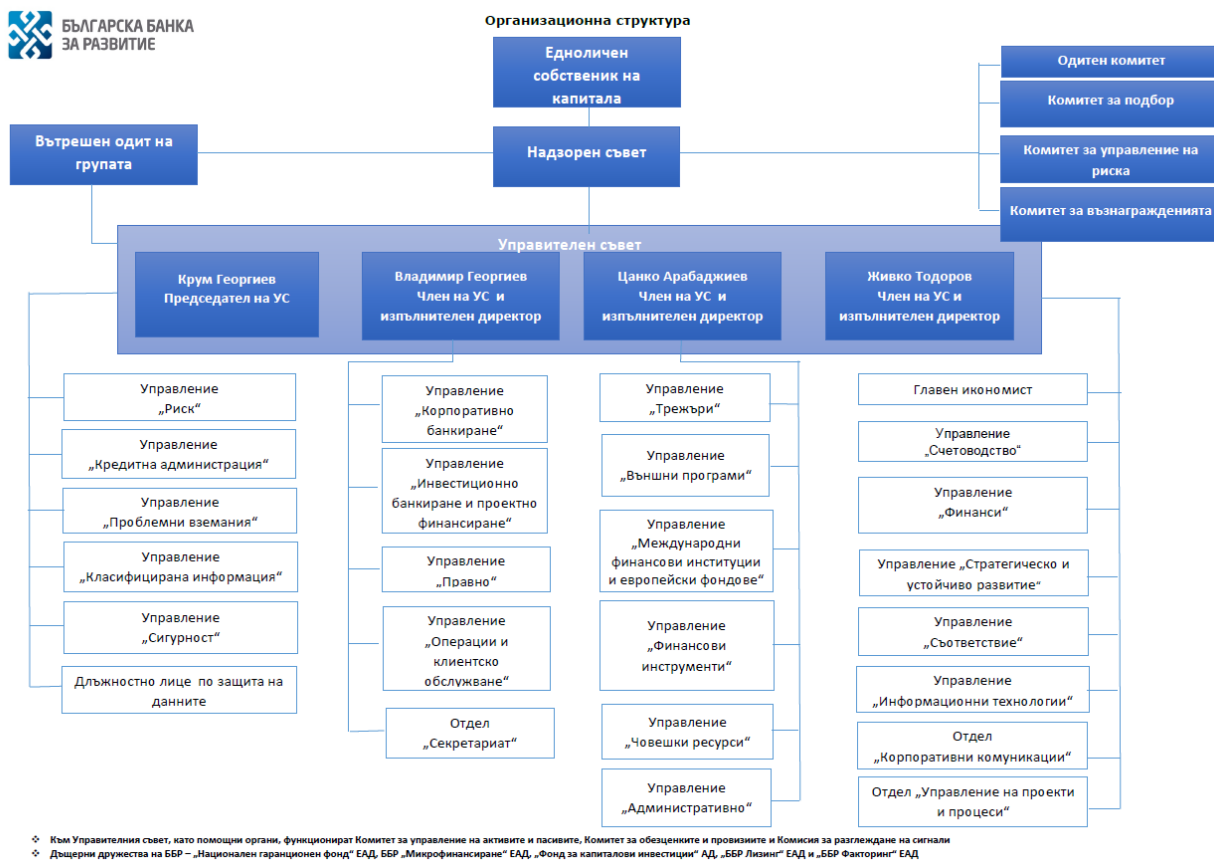 БЪЛГАРСКА БАНКА
ЗА РАЗВИТИЕ
Организационна структура
Едноличен
собственик на
капитала
Одитен комитет
Комитет за подбор
Вътрешен одит на
групата
Надзорен съвет
Комитет за управление на
риска
Комитет за възнагражденията
Управителен съвет
Крум Георгиев
Председател на УС
Владимир Георгиев
Член на УС и
изпълнителен директор
Цанко Арабаджиев
Член на УС и
изпълнителен директор
Живко Тодоров
Член на УС и
изпълнителен директор
Управление
„Риск“
Управление
„Кредитна администрация“
Управление
„Проблемни вземания“
Управление
„Класифицирана информация“
Управление
„Сигурност“
Длъжностно лице по защита на
данните
Управление
„Корпоративно
банкиране“
Управление
„Инвестиционно
банкиране и проектно
финансиране“
Управление
„Правно“
Управление
„Операции и
клиентско
обслужване“
Отдел
„Секретариат“
Управление
„Трежъри“
Управление
„Външни програми“
Управление
„Международни
финансови институции
и европейски фондове“
Управление
„Финансови
инструменти“
Управление
„Човешки ресурси“
Управление
„Административно“
Главен икономист
Управление
„Счетоводство“
Управление
„Финанси“
Управление „Стратегическо и
устойчиво развитие“
Управление
„Съответствие“
Управление
„Информационни технологии“
Отдел
„Корпоративни комуникации“
Отдел „Управление на проекти
и процеси“
❖ Към Управителния съвет, като помощни органи, функционират Комитет за управление на активите и пасивите, Комитет за обезценките и провизиите и Комисия за разглеждане на сигнали
❖ Дъщерни дружества на ББР – „Национален гаранционен фонд“ ЕАД, ББР „Микрофинансиране“ ЕАД, „Фонд за капиталови инвестиции“ АД, „ББР Лизинг“ ЕАД и „ББР Факторинг“ ЕАД